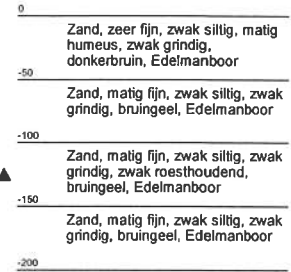 0
Zand, zeer fijn, zwak siltig, matig
humeus, zwak grindig,
donkerbruin, Edelmanboor
-50
Zand, matig fijn, zwak siltig, zwak
grindig, bruingeel, Edelmanboor
-100
Zand, matig fijn, zwak siltig, zwak
grindig, zwak roesthoudend,
bruingeel, Edelmanboor
-150
Zand, matig fijn, zwak siltig, zwak
grindig, bruingeel, Edelmanboor
-200